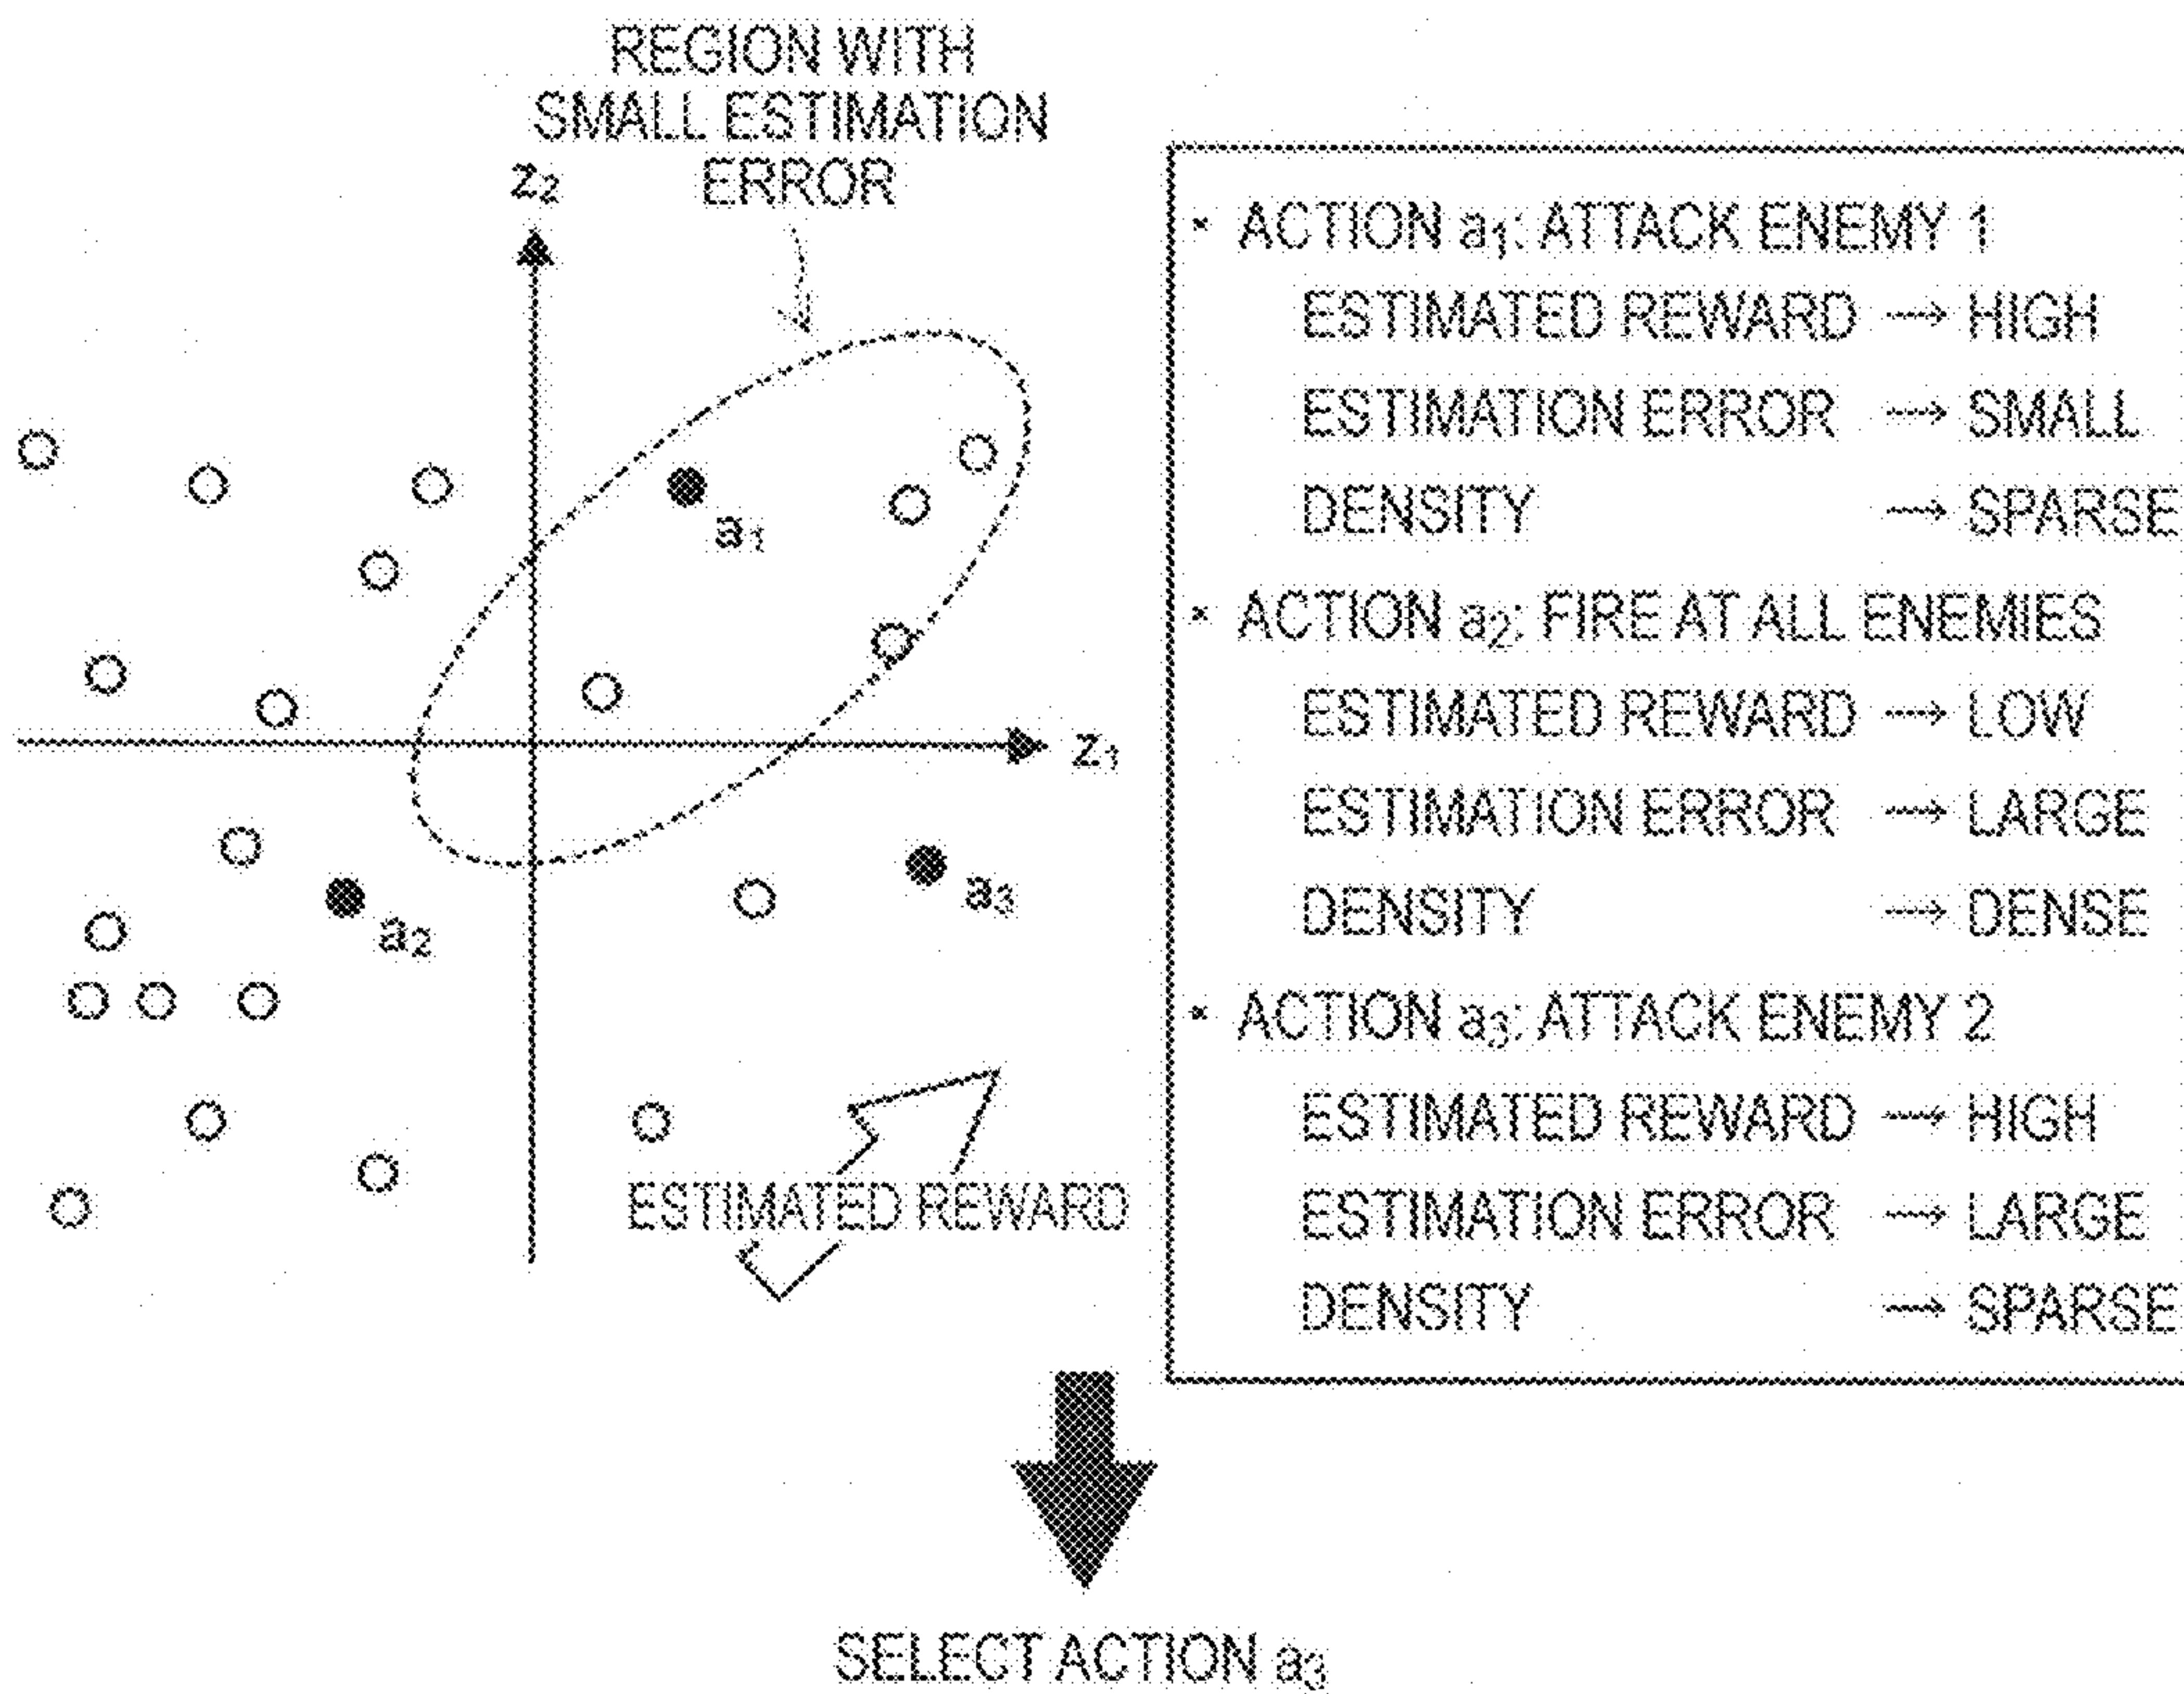 REGION WITH
SMALL ESTIMATION
ERROR
z₂
a₁
z₁
a₂
a₃
ESTIMATED REWARD
• ACTION a₁: ATTACK ENEMY 1
ESTIMATED REWARD → HIGH
ESTIMATION ERROR → SMALL
DENSITY → SPARSE
• ACTION a₂: FIRE AT ALL ENEMIES
ESTIMATED REWARD → LOW
ESTIMATION ERROR → LARGE
DENSITY → DENSE
• ACTION a₃: ATTACK ENEMY 2
ESTIMATED REWARD → HIGH
ESTIMATION ERROR → LARGE
DENSITY → SPARSE
SELECT ACTION a₃